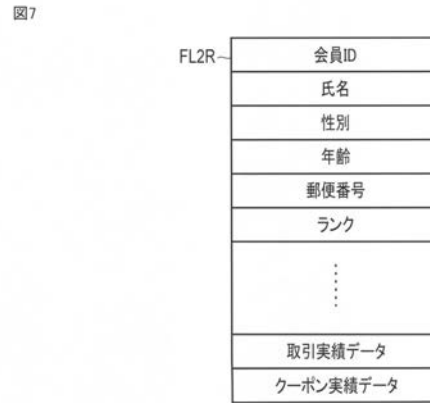 図7
FL2R
会員ID
氏名
性別
年齢
郵便番号
ランク
取引実績データ
クーポン実績データ